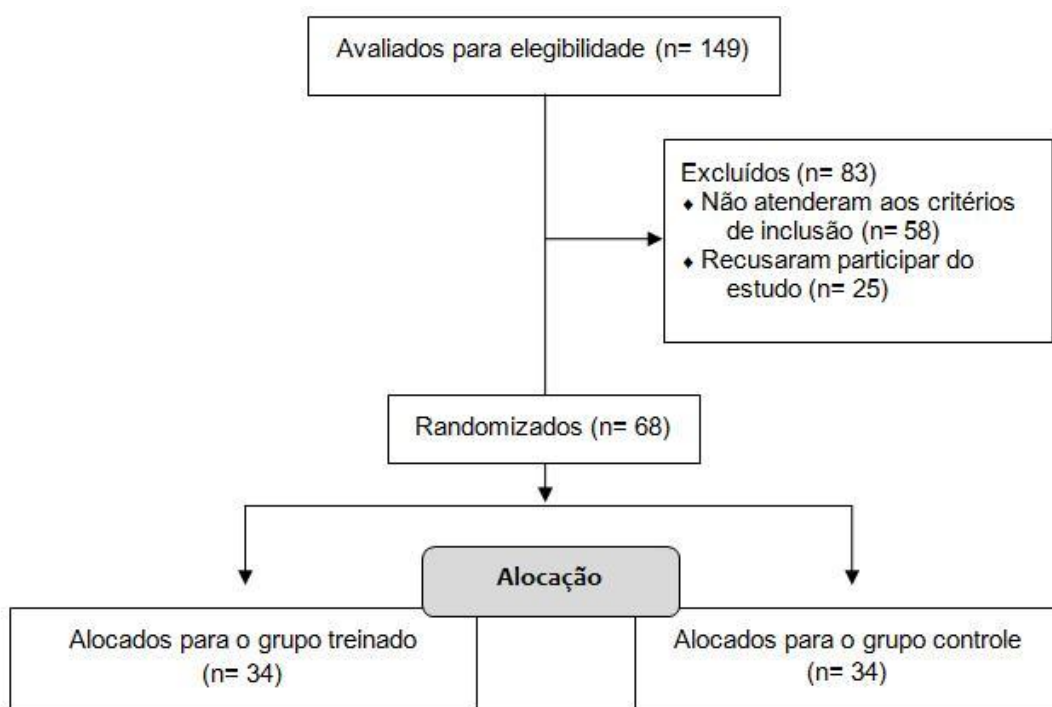 Avaliados para elegibilidade (n= 149)
Excluídos (n= 83)
♦ Não atenderam aos critérios
de inclusão (n= 58)
♦ Recusaram participar do
estudo (n= 25)
Randomizados (n= 68)
Alocação
Alocados para o grupo treinado
(n= 34)
Alocados para o grupo controle
(n= 34)